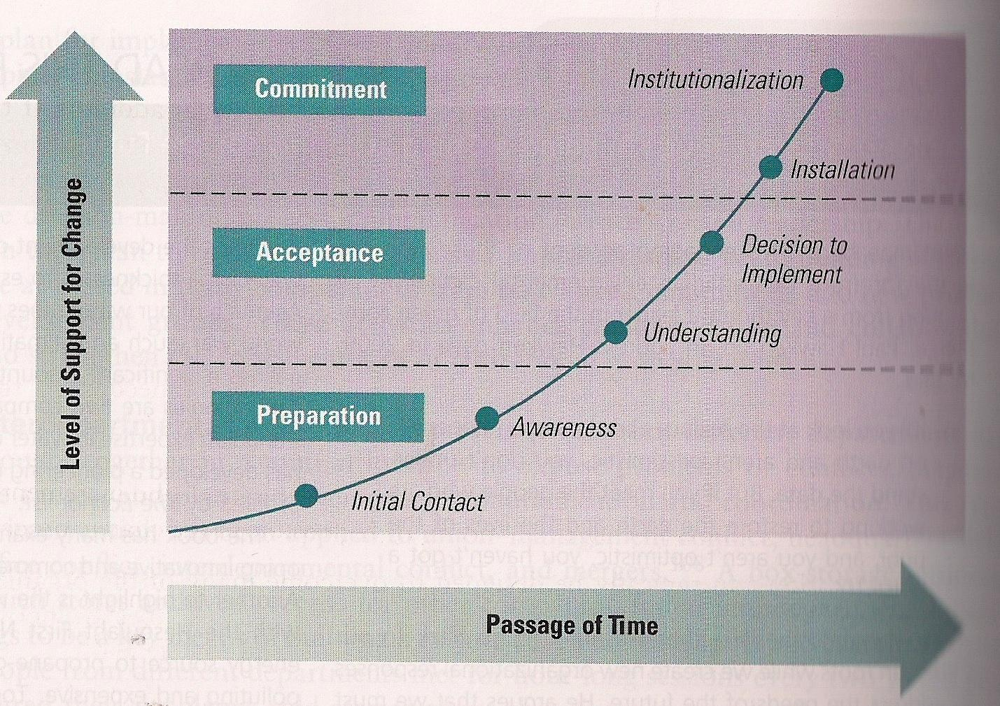 Commitment
Institutionalization
Installation
Acceptance
Decision to
Implement
Understanding
Preparation
Awareness
Initial Contact
Level of Support for Change
Passage of Time